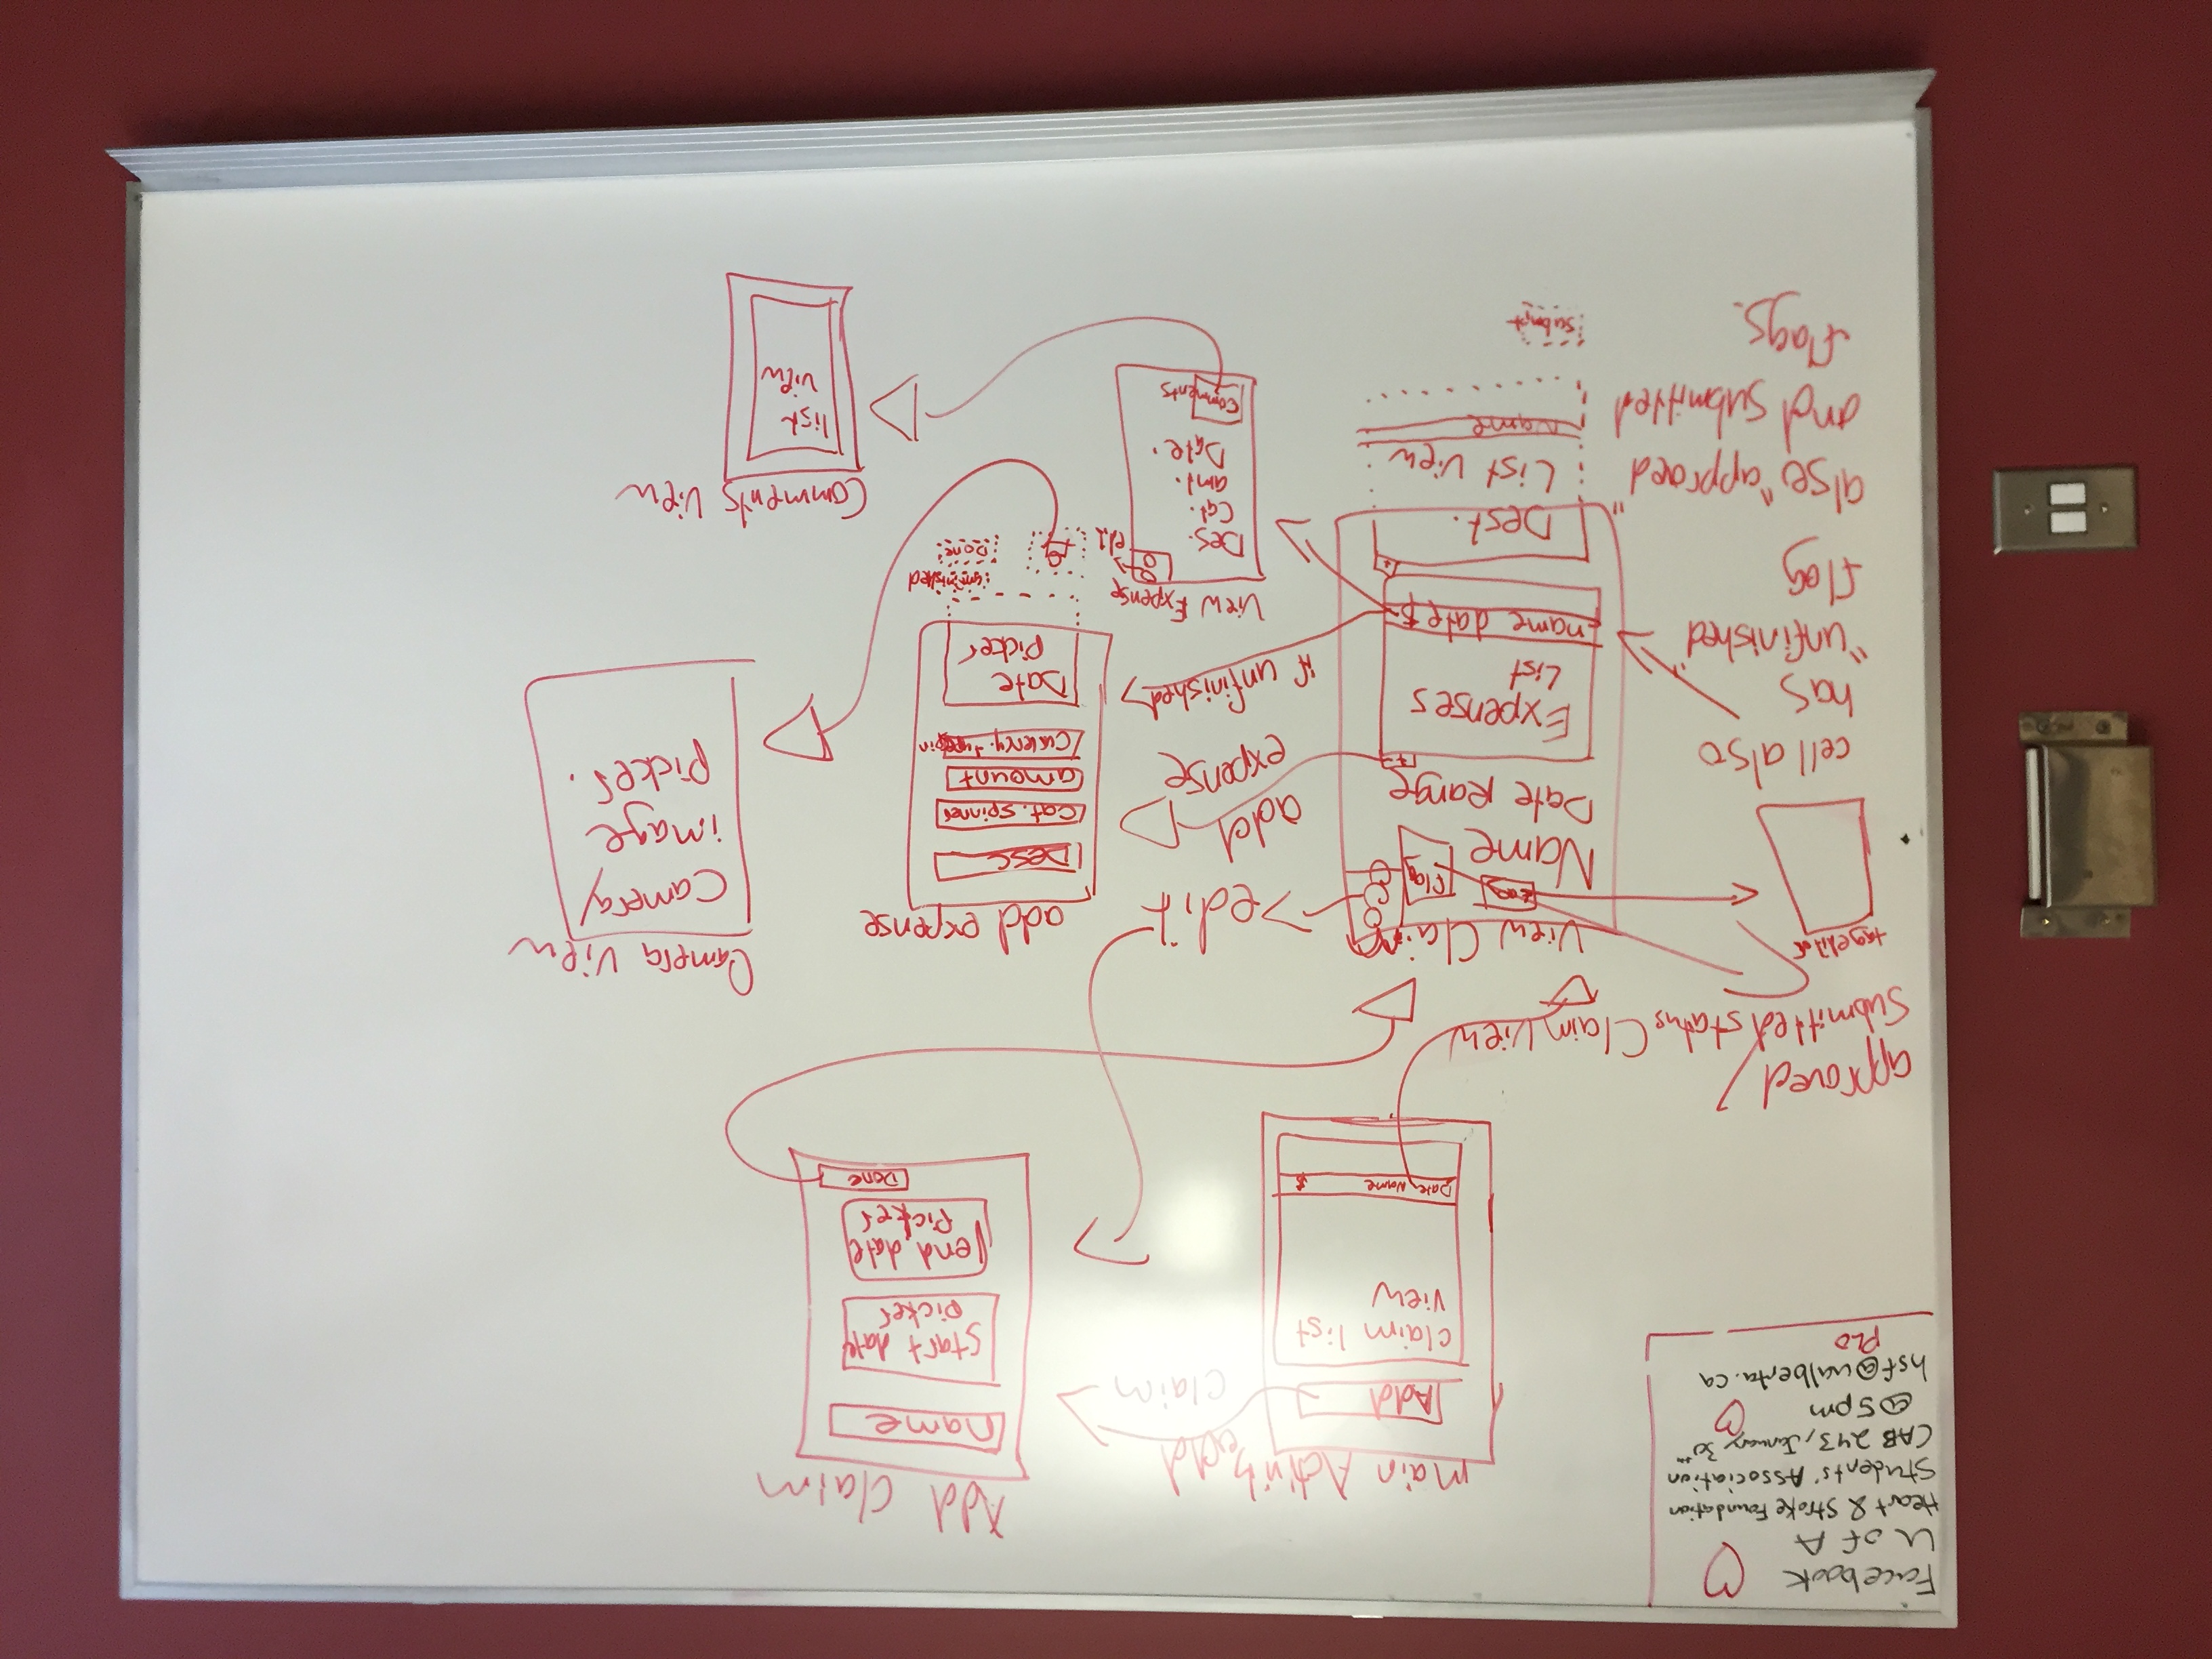 Facebook
U of A
Heart & Stroke Foundation
Students' Association
CAB 243, January 30th
@ 5pm
hsf@ualberta.ca
PLO
Main Activity
Add
claim list
view
Date Name $
add
claim
Add Claim
name
start date
picker
end date
picker
Done
approved/
submitted status
Claim View
tag editor
View Claim
tag
flag
Name
Date Range
+
Expenses
List
name date $
+
Dest.
List View
Name
submit
edit
add
expense
if unfinished
add expense
Desc
Cat. spinner
amount
Date
Picker
unfinished
Done
View Expense
edit
Des.
Cat.
amt.
Date.
Comments
Camera View
Camera/
image
picker.
Comments View
list
view
cell also
has
"unfinished"
flag
also "approed"
and submitted
flags.